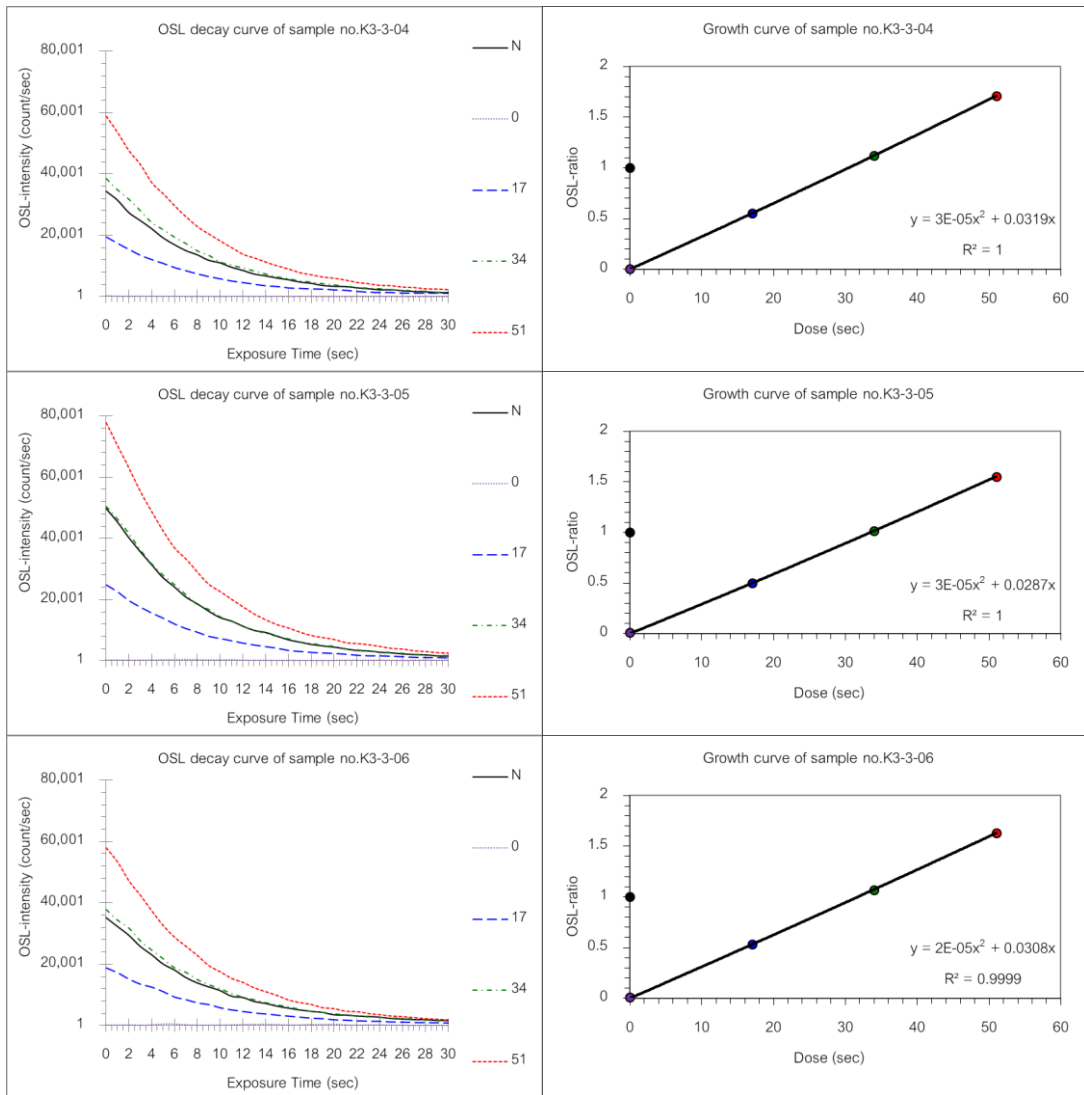 OSL decay curve of sample no.K3-3-04
OSL-intensity (count/sec)
80,001
60,001
40,001
20,001
1
0 2 4 6 8 10 12 14 16 18 20 22 24 26 28 30
Exposure Time (sec)
N
0
17
34
51
Growth curve of sample no.K3-3-04
OSL-ratio
2
1.5
1
0.5
0
0 10 20 30 40 50 60
Dose (sec)
y = 3E-05x² + 0.0319x
R² = 1
OSL decay curve of sample no.K3-3-05
OSL-intensity (count/sec)
80,001
60,001
40,001
20,001
1
0 2 4 6 8 10 12 14 16 18 20 22 24 26 28 30
Exposure Time (sec)
N
0
17
34
51
Growth curve of sample no.K3-3-05
OSL-ratio
2
1.5
1
0.5
0
0 10 20 30 40 50 60
Dose (sec)
y = 3E-05x² + 0.0287x
R² = 1
OSL decay curve of sample no.K3-3-06
OSL-intensity (count/sec)
80,001
60,001
40,001
20,001
1
0 2 4 6 8 10 12 14 16 18 20 22 24 26 28 30
Exposure Time (sec)
N
0
17
34
51
Growth curve of sample no.K3-3-06
OSL-ratio
2
1.5
1
0.5
0
0 10 20 30 40 50 60
Dose (sec)
y = 2E-05x² + 0.0308x
R² = 0.9999